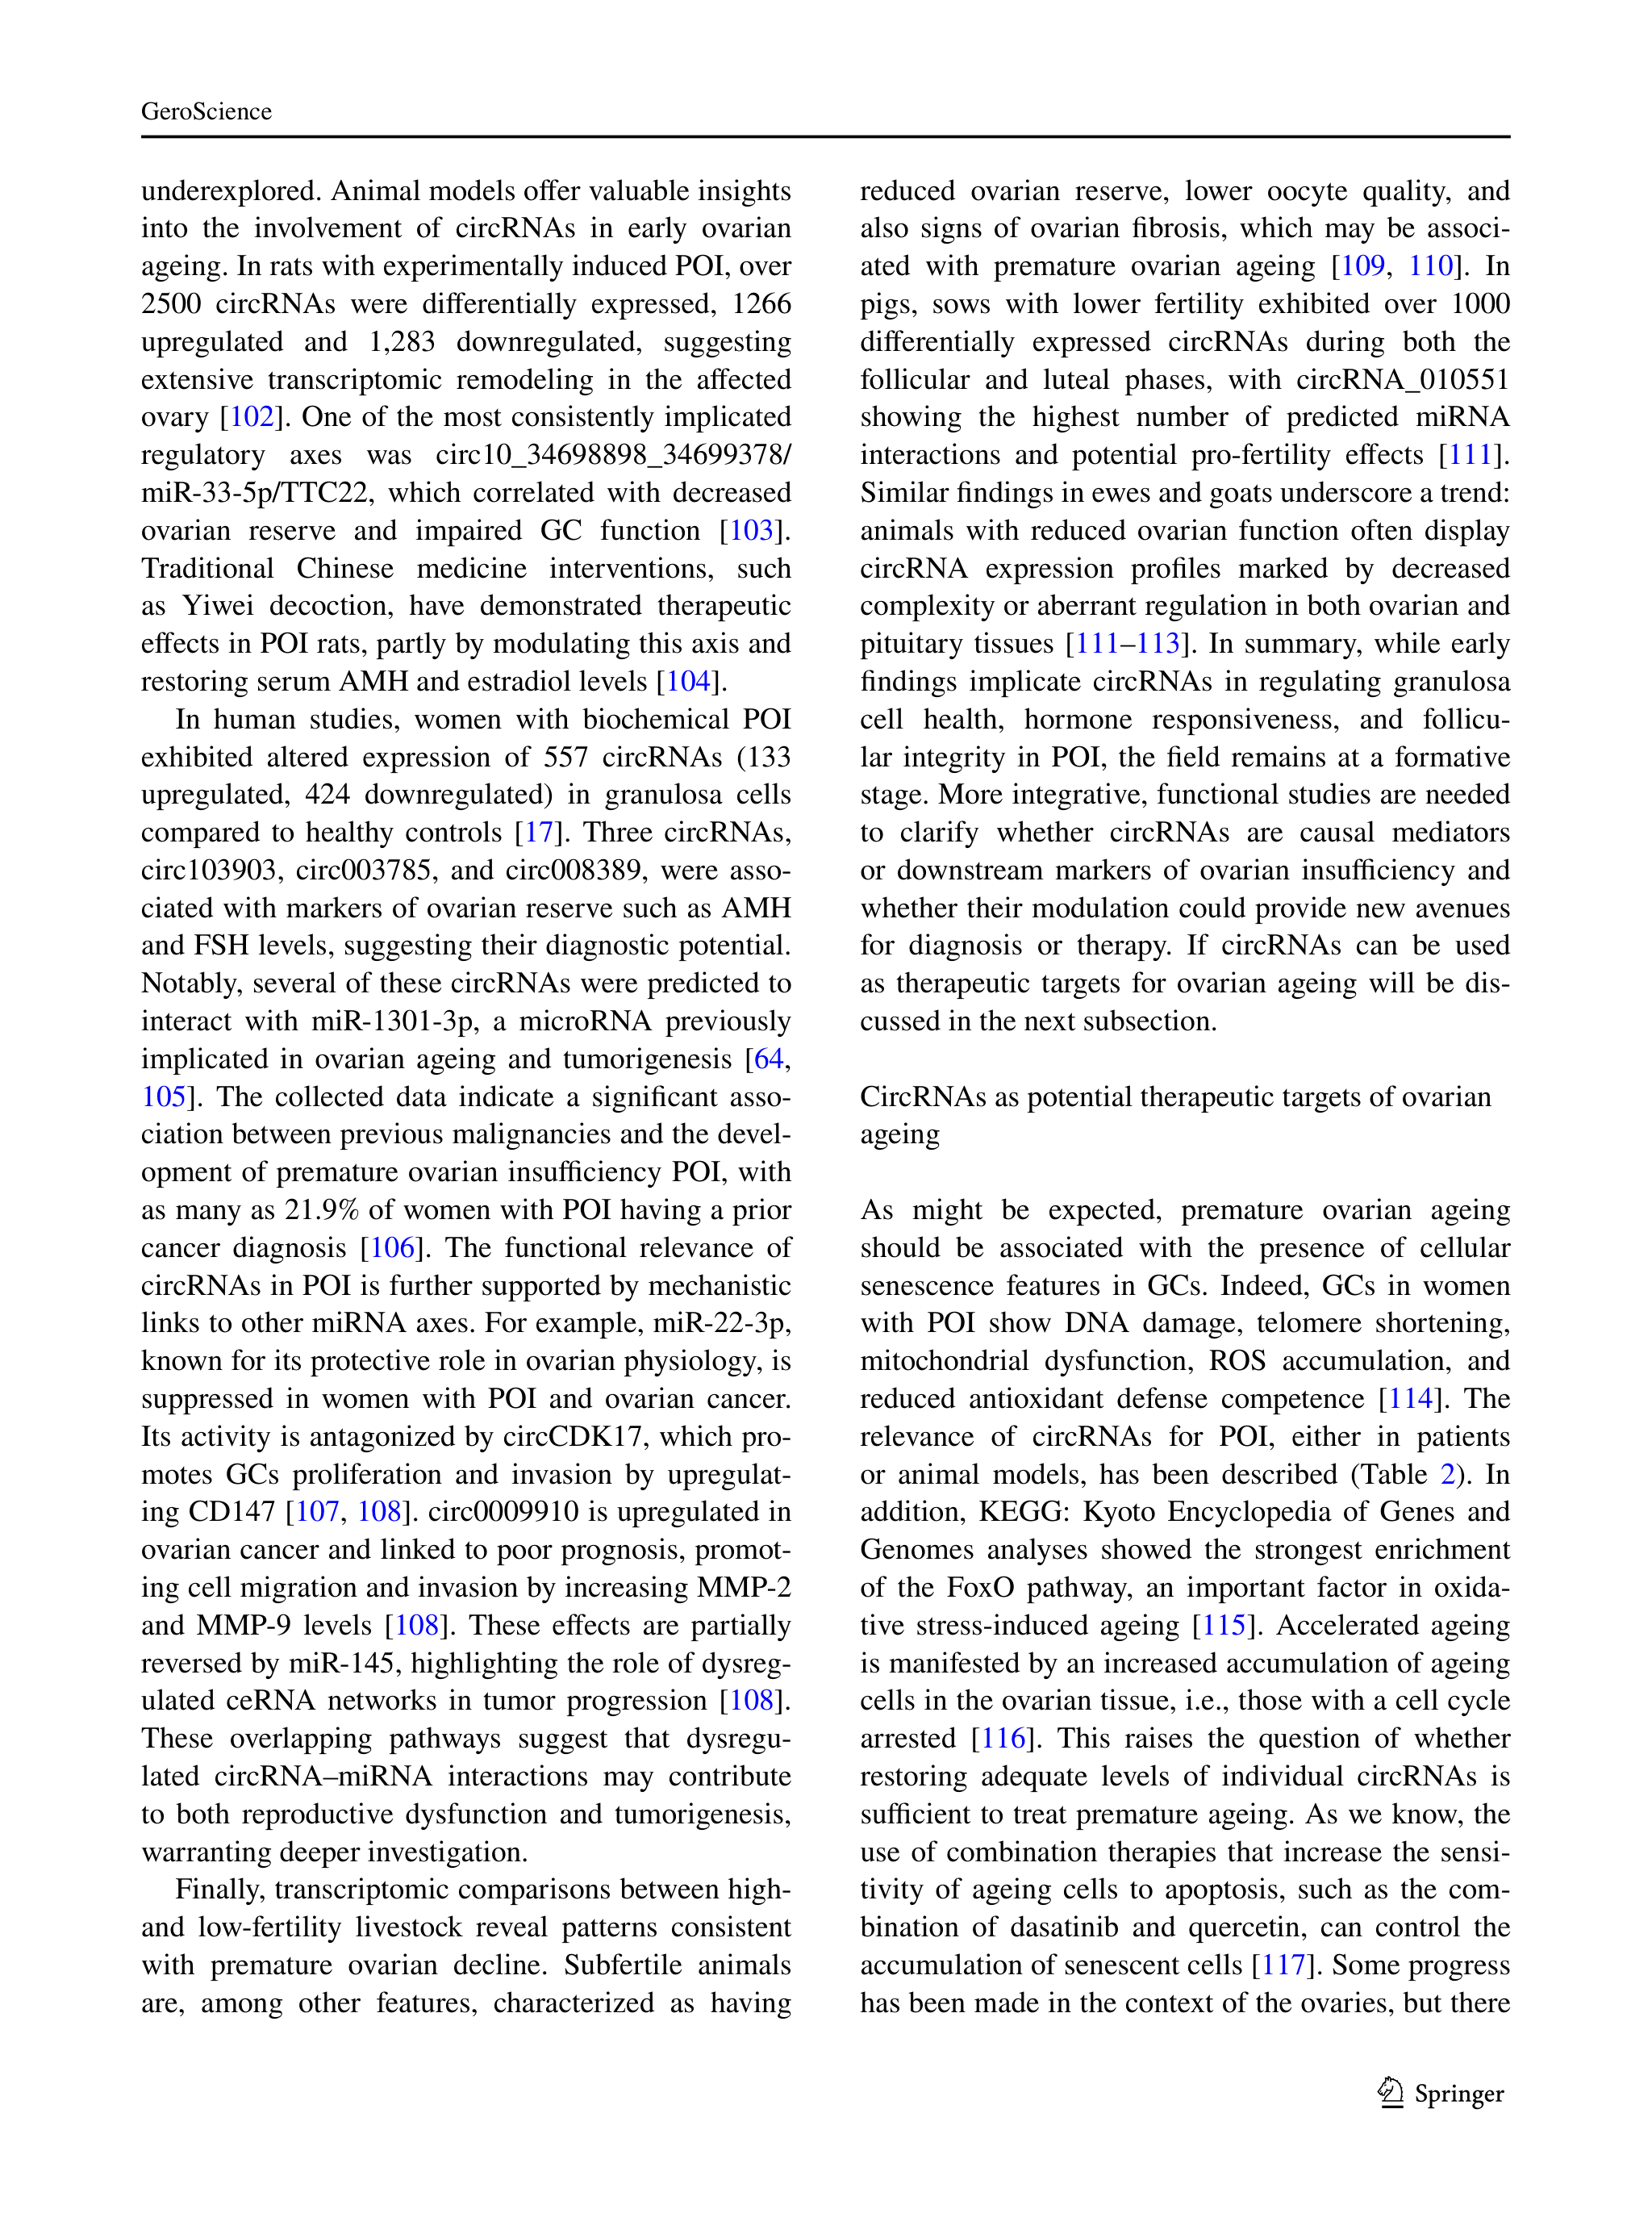 GeroScience
underexplored. Animal models offer valuable insights
into the involvement of circRNAs in early ovarian
ageing. In rats with experimentally induced POI, over
2500 circRNAs were differentially expressed, 1266
upregulated and 1,283 downregulated, suggesting
extensive transcriptomic remodeling in the affected
ovary [102]. One of the most consistently implicated
regulatory axes was circ10_34698898_34699378/
miR-33-5p/TTC22, which correlated with decreased
ovarian reserve and impaired GC function [103].
Traditional Chinese medicine interventions, such
as Yiwei decoction, have demonstrated therapeutic
effects in POI rats, partly by modulating this axis and
restoring serum AMH and estradiol levels [104].
In human studies, women with biochemical POI
exhibited altered expression of 557 circRNAs (133
upregulated, 424 downregulated) in granulosa cells
compared to healthy controls [17]. Three circRNAs,
circ103903, circ003785, and circ008389, were asso-
ciated with markers of ovarian reserve such as AMH
and FSH levels, suggesting their diagnostic potential.
Notably, several of these circRNAs were predicted to
interact with miR-1301-3p, a microRNA previously
implicated in ovarian ageing and tumorigenesis [64,
105]. The collected data indicate a significant asso-
ciation between previous malignancies and the devel-
opment of premature ovarian insufficiency POI, with
as many as 21.9% of women with POI having a prior
cancer diagnosis [106]. The functional relevance of
circRNAs in POI is further supported by mechanistic
links to other miRNA axes. For example, miR-22-3p,
known for its protective role in ovarian physiology, is
suppressed in women with POI and ovarian cancer.
Its activity is antagonized by circCDK17, which pro-
motes GCs proliferation and invasion by upregulat-
ing CD147 [107, 108]. circ0009910 is upregulated in
ovarian cancer and linked to poor prognosis, promot-
ing cell migration and invasion by increasing MMP-2
and MMP-9 levels [108]. These effects are partially
reversed by miR-145, highlighting the role of dysreg-
ulated ceRNA networks in tumor progression [108].
These overlapping pathways suggest that dysregu-
lated circRNA–miRNA interactions may contribute
to both reproductive dysfunction and tumorigenesis,
warranting deeper investigation.
Finally, transcriptomic comparisons between high-
and low-fertility livestock reveal patterns consistent
with premature ovarian decline. Subfertile animals
are, among other features, characterized as having
reduced ovarian reserve, lower oocyte quality, and
also signs of ovarian fibrosis, which may be associ-
ated with premature ovarian ageing [109, 110]. In
pigs, sows with lower fertility exhibited over 1000
differentially expressed circRNAs during both the
follicular and luteal phases, with circRNA_010551
showing the highest number of predicted miRNA
interactions and potential pro-fertility effects [111].
Similar findings in ewes and goats underscore a trend:
animals with reduced ovarian function often display
circRNA expression profiles marked by decreased
complexity or aberrant regulation in both ovarian and
pituitary tissues [111–113]. In summary, while early
findings implicate circRNAs in regulating granulosa
cell health, hormone responsiveness, and follicu-
lar integrity in POI, the field remains at a formative
stage. More integrative, functional studies are needed
to clarify whether circRNAs are causal mediators
or downstream markers of ovarian insufficiency and
whether their modulation could provide new avenues
for diagnosis or therapy. If circRNAs can be used
as therapeutic targets for ovarian ageing will be dis-
cussed in the next subsection.
CircRNAs as potential therapeutic targets of ovarian
ageing
As might be expected, premature ovarian ageing
should be associated with the presence of cellular
senescence features in GCs. Indeed, GCs in women
with POI show DNA damage, telomere shortening,
mitochondrial dysfunction, ROS accumulation, and
reduced antioxidant defense competence [114]. The
relevance of circRNAs for POI, either in patients
or animal models, has been described (Table 2). In
addition, KEGG: Kyoto Encyclopedia of Genes and
Genomes analyses showed the strongest enrichment
of the FoxO pathway, an important factor in oxida-
tive stress-induced ageing [115]. Accelerated ageing
is manifested by an increased accumulation of ageing
cells in the ovarian tissue, i.e., those with a cell cycle
arrested [116]. This raises the question of whether
restoring adequate levels of individual circRNAs is
sufficient to treat premature ageing. As we know, the
use of combination therapies that increase the sensi-
tivity of ageing cells to apoptosis, such as the com-
bination of dasatinib and quercetin, can control the
accumulation of senescent cells [117]. Some progress
has been made in the context of the ovaries, but there
Springer